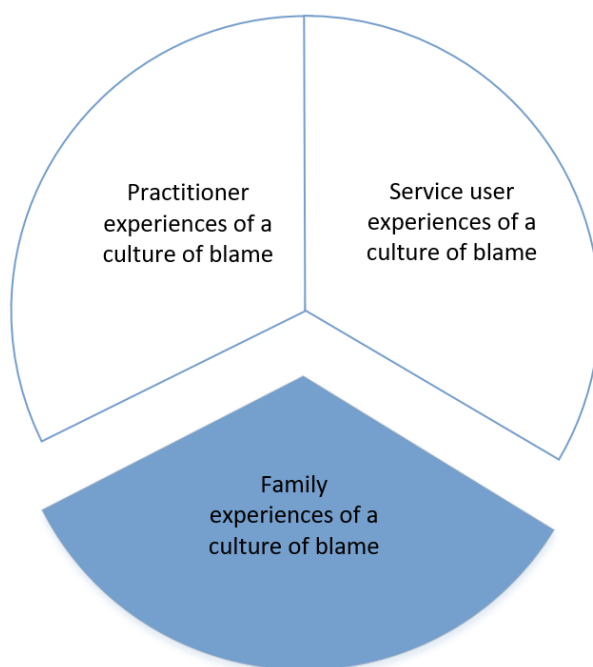 Practitioner
experiences of a
culture of blame
Service user
experiences of a
culture of blame
Family
experiences of a
culture of blame